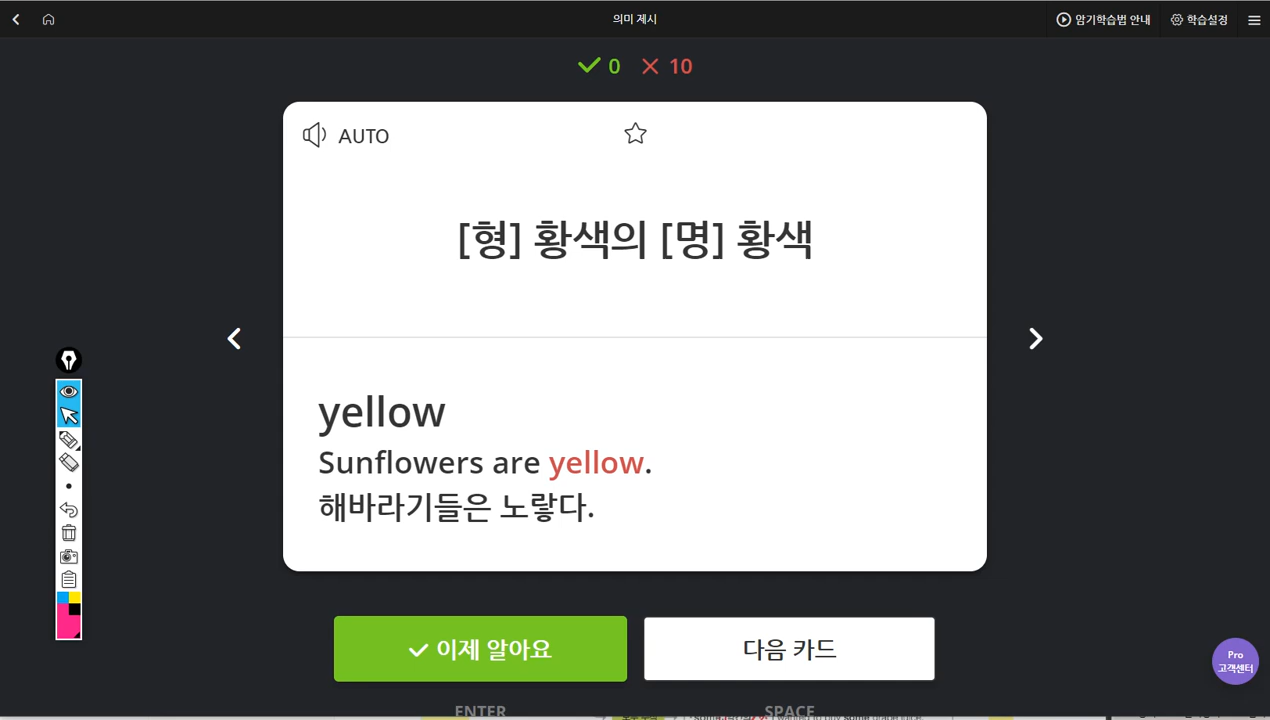 의미 제시
암기학습법 안내
학습설정
0
10
AUTO
[형] 황색의 [명] 황색
yellow
Sunflowers are yellow.
해바라기들은 노랗다.
이제 알아요
다음 카드
Pro
고객센터
ENTER
SPACE